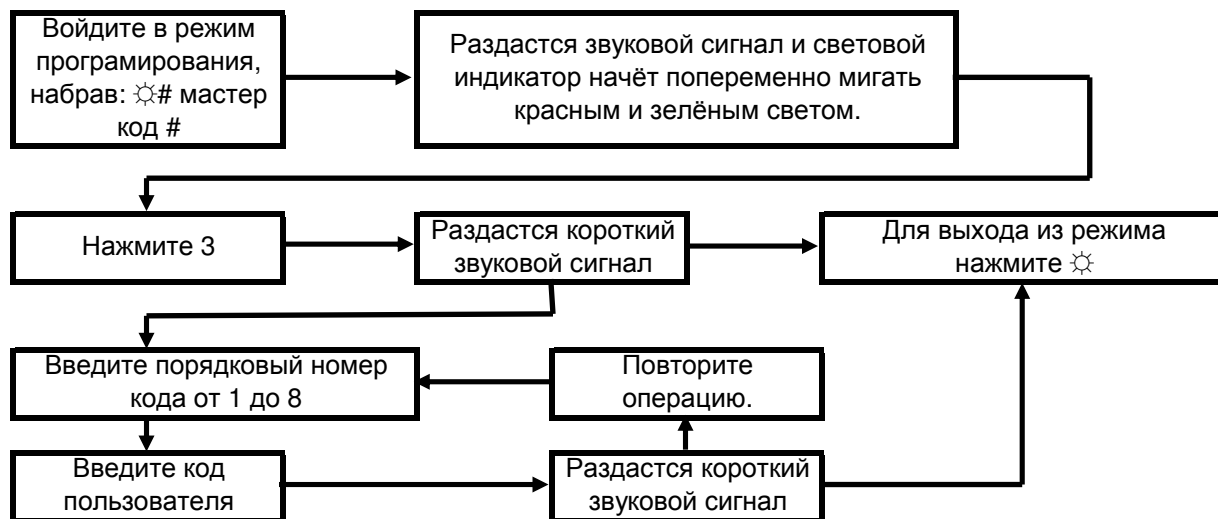 Войдите в режим
програмирования,
набрав: ☼# мастер
код #
Раздастся звуковой сигнал и световой
индикатор начёт попеременно мигать
красным и зелёным светом.
Нажмите 3
Раздастся короткий
звуковой сигнал
Для выхода из режима
нажмите ☼
Введите порядковый номер
кода от 1 до 8
Повторите
операцию.
Введите код
пользователя
Раздастся короткий
звуковой сигнал